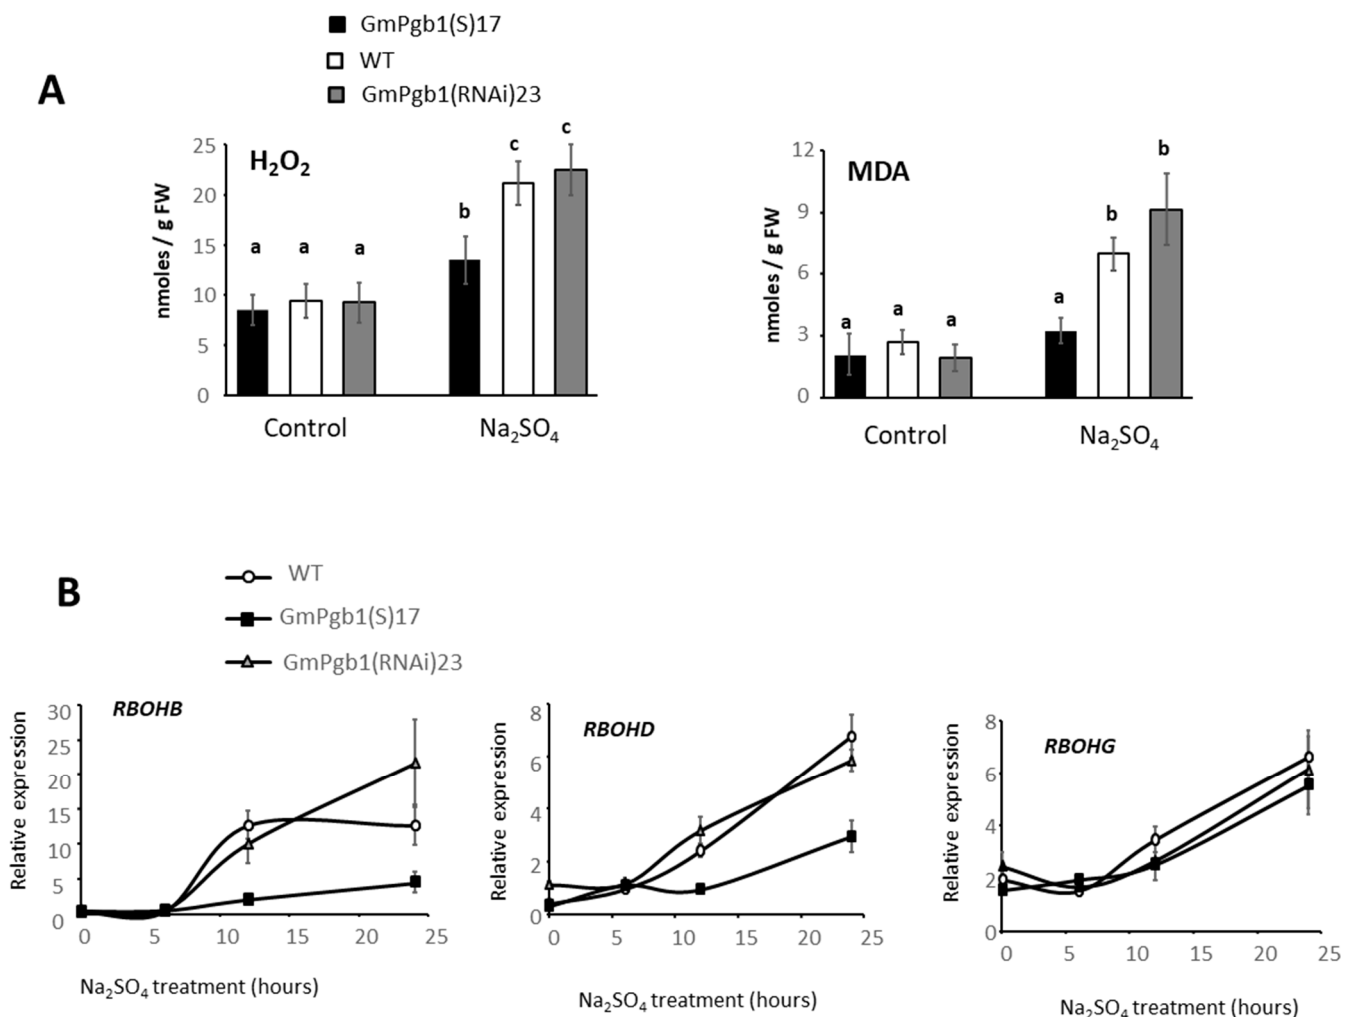 GmPgb1(S)17
WT
GmPgb1(RNAi)23
A
H₂O₂
nmoles / g FW
25
20
15
10
5
0
a a a b c c
Control Na₂SO₄
MDA
nmoles / g FW
12
9
6
3
0
a a a a b b
Control Na₂SO₄
B
WT
GmPgb1(S)17
GmPgb1(RNAi)23
RBOHB
Relative expression
30
25
20
15
10
5
0
0 5 10 15 20 25
Na₂SO₄ treatment (hours)
RBOHD
Relative expression
8
6
4
2
0
0 5 10 15 20 25
Na₂SO₄ treatment (hours)
RBOHG
Relative expression
8
6
4
2
0
0 5 10 15 20 25
Na₂SO₄ treatment (hours)